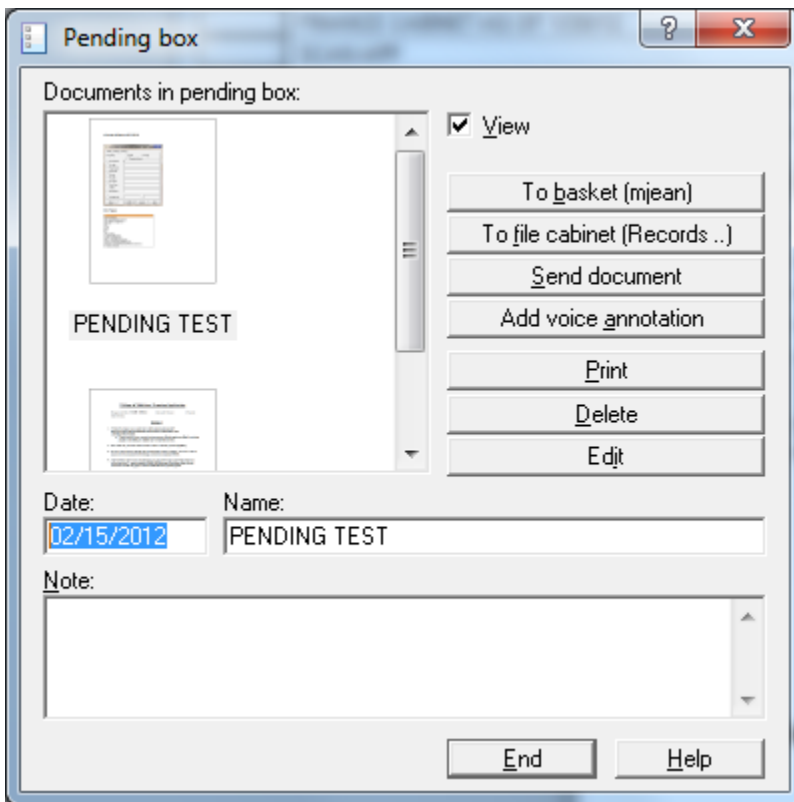 Pending box
Documents in pending box:
View
To basket (mjean)
To file cabinet (Records ..)
Send document
Add voice annotation
PENDING TEST
Print
Delete
Edit
Date:
Name:
02/15/2012
PENDING TEST
Note:
End
Help